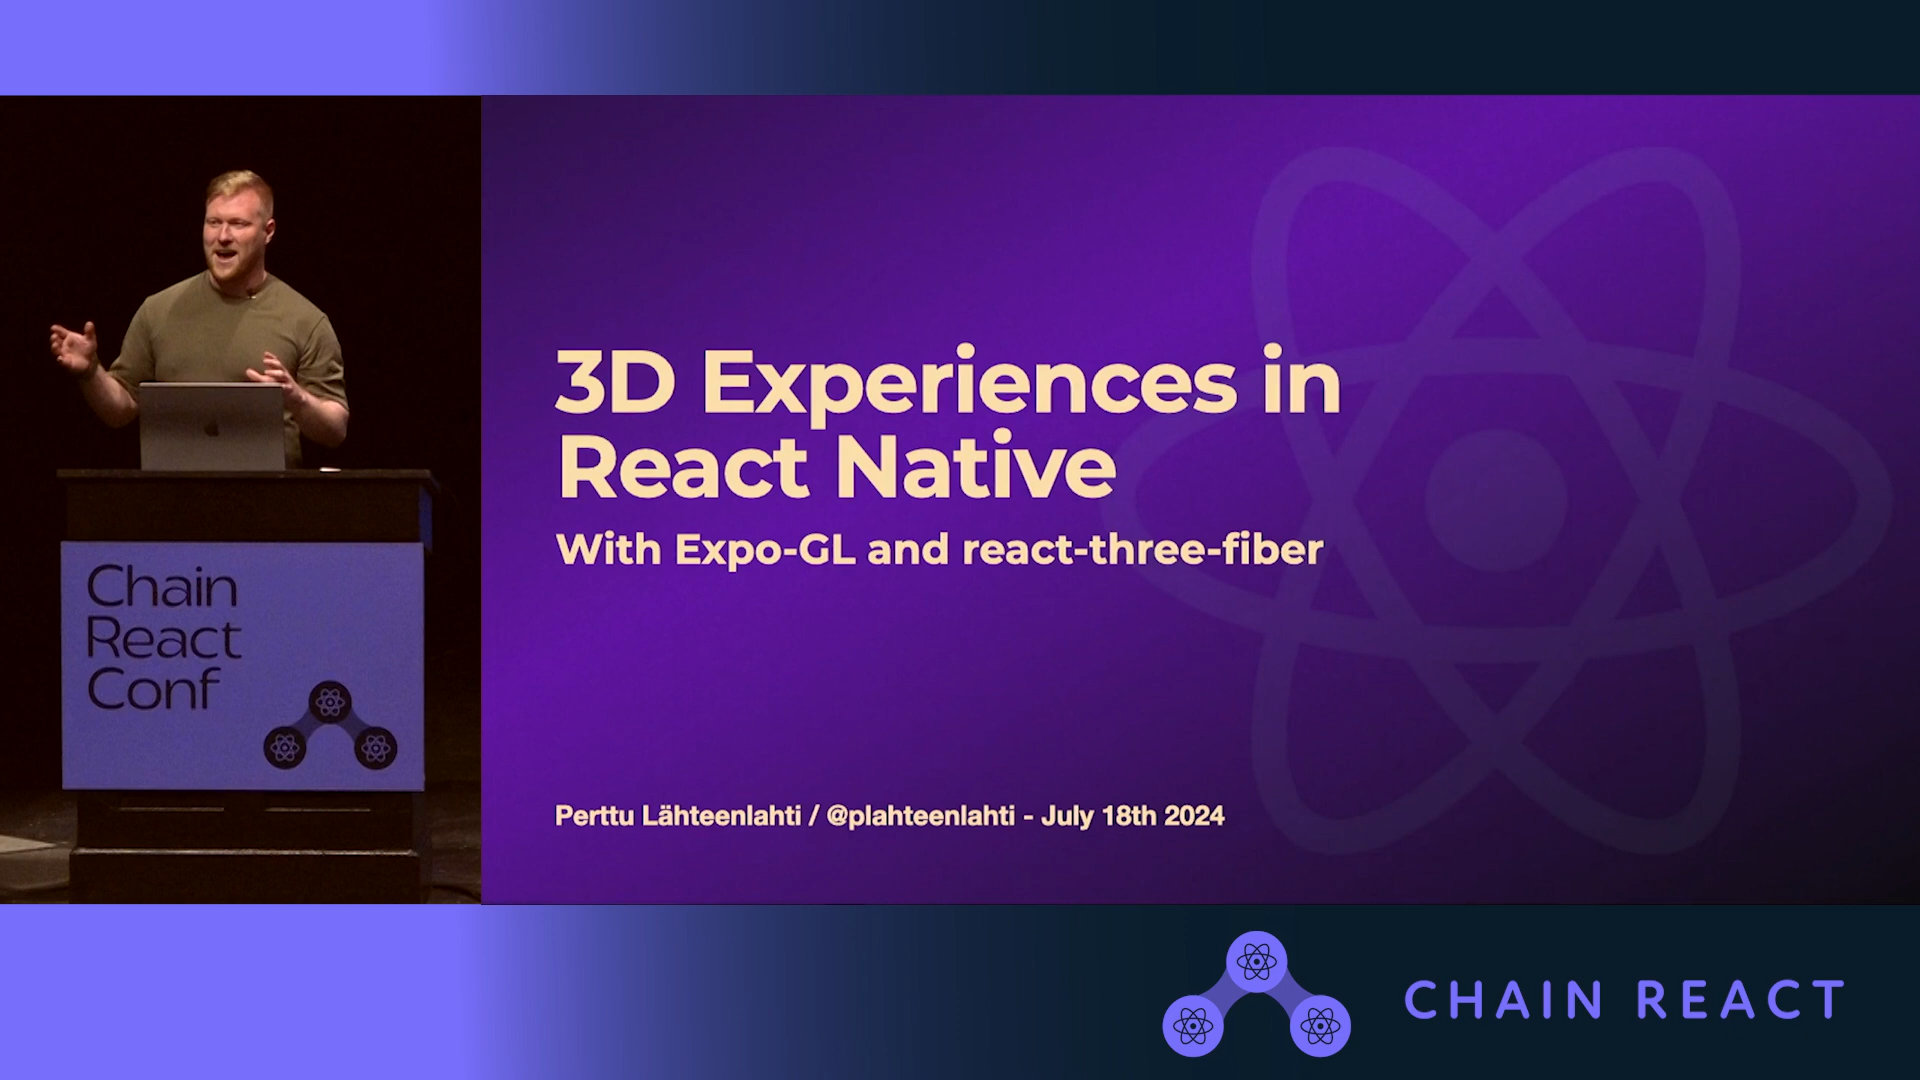 3D Experiences in
React Native
With Expo-GL and react-three-fiber
Perttu Lähteenlahti / @plahteenlahti - July 18th 2024
Chain
React
Conf
CHAIN REACT